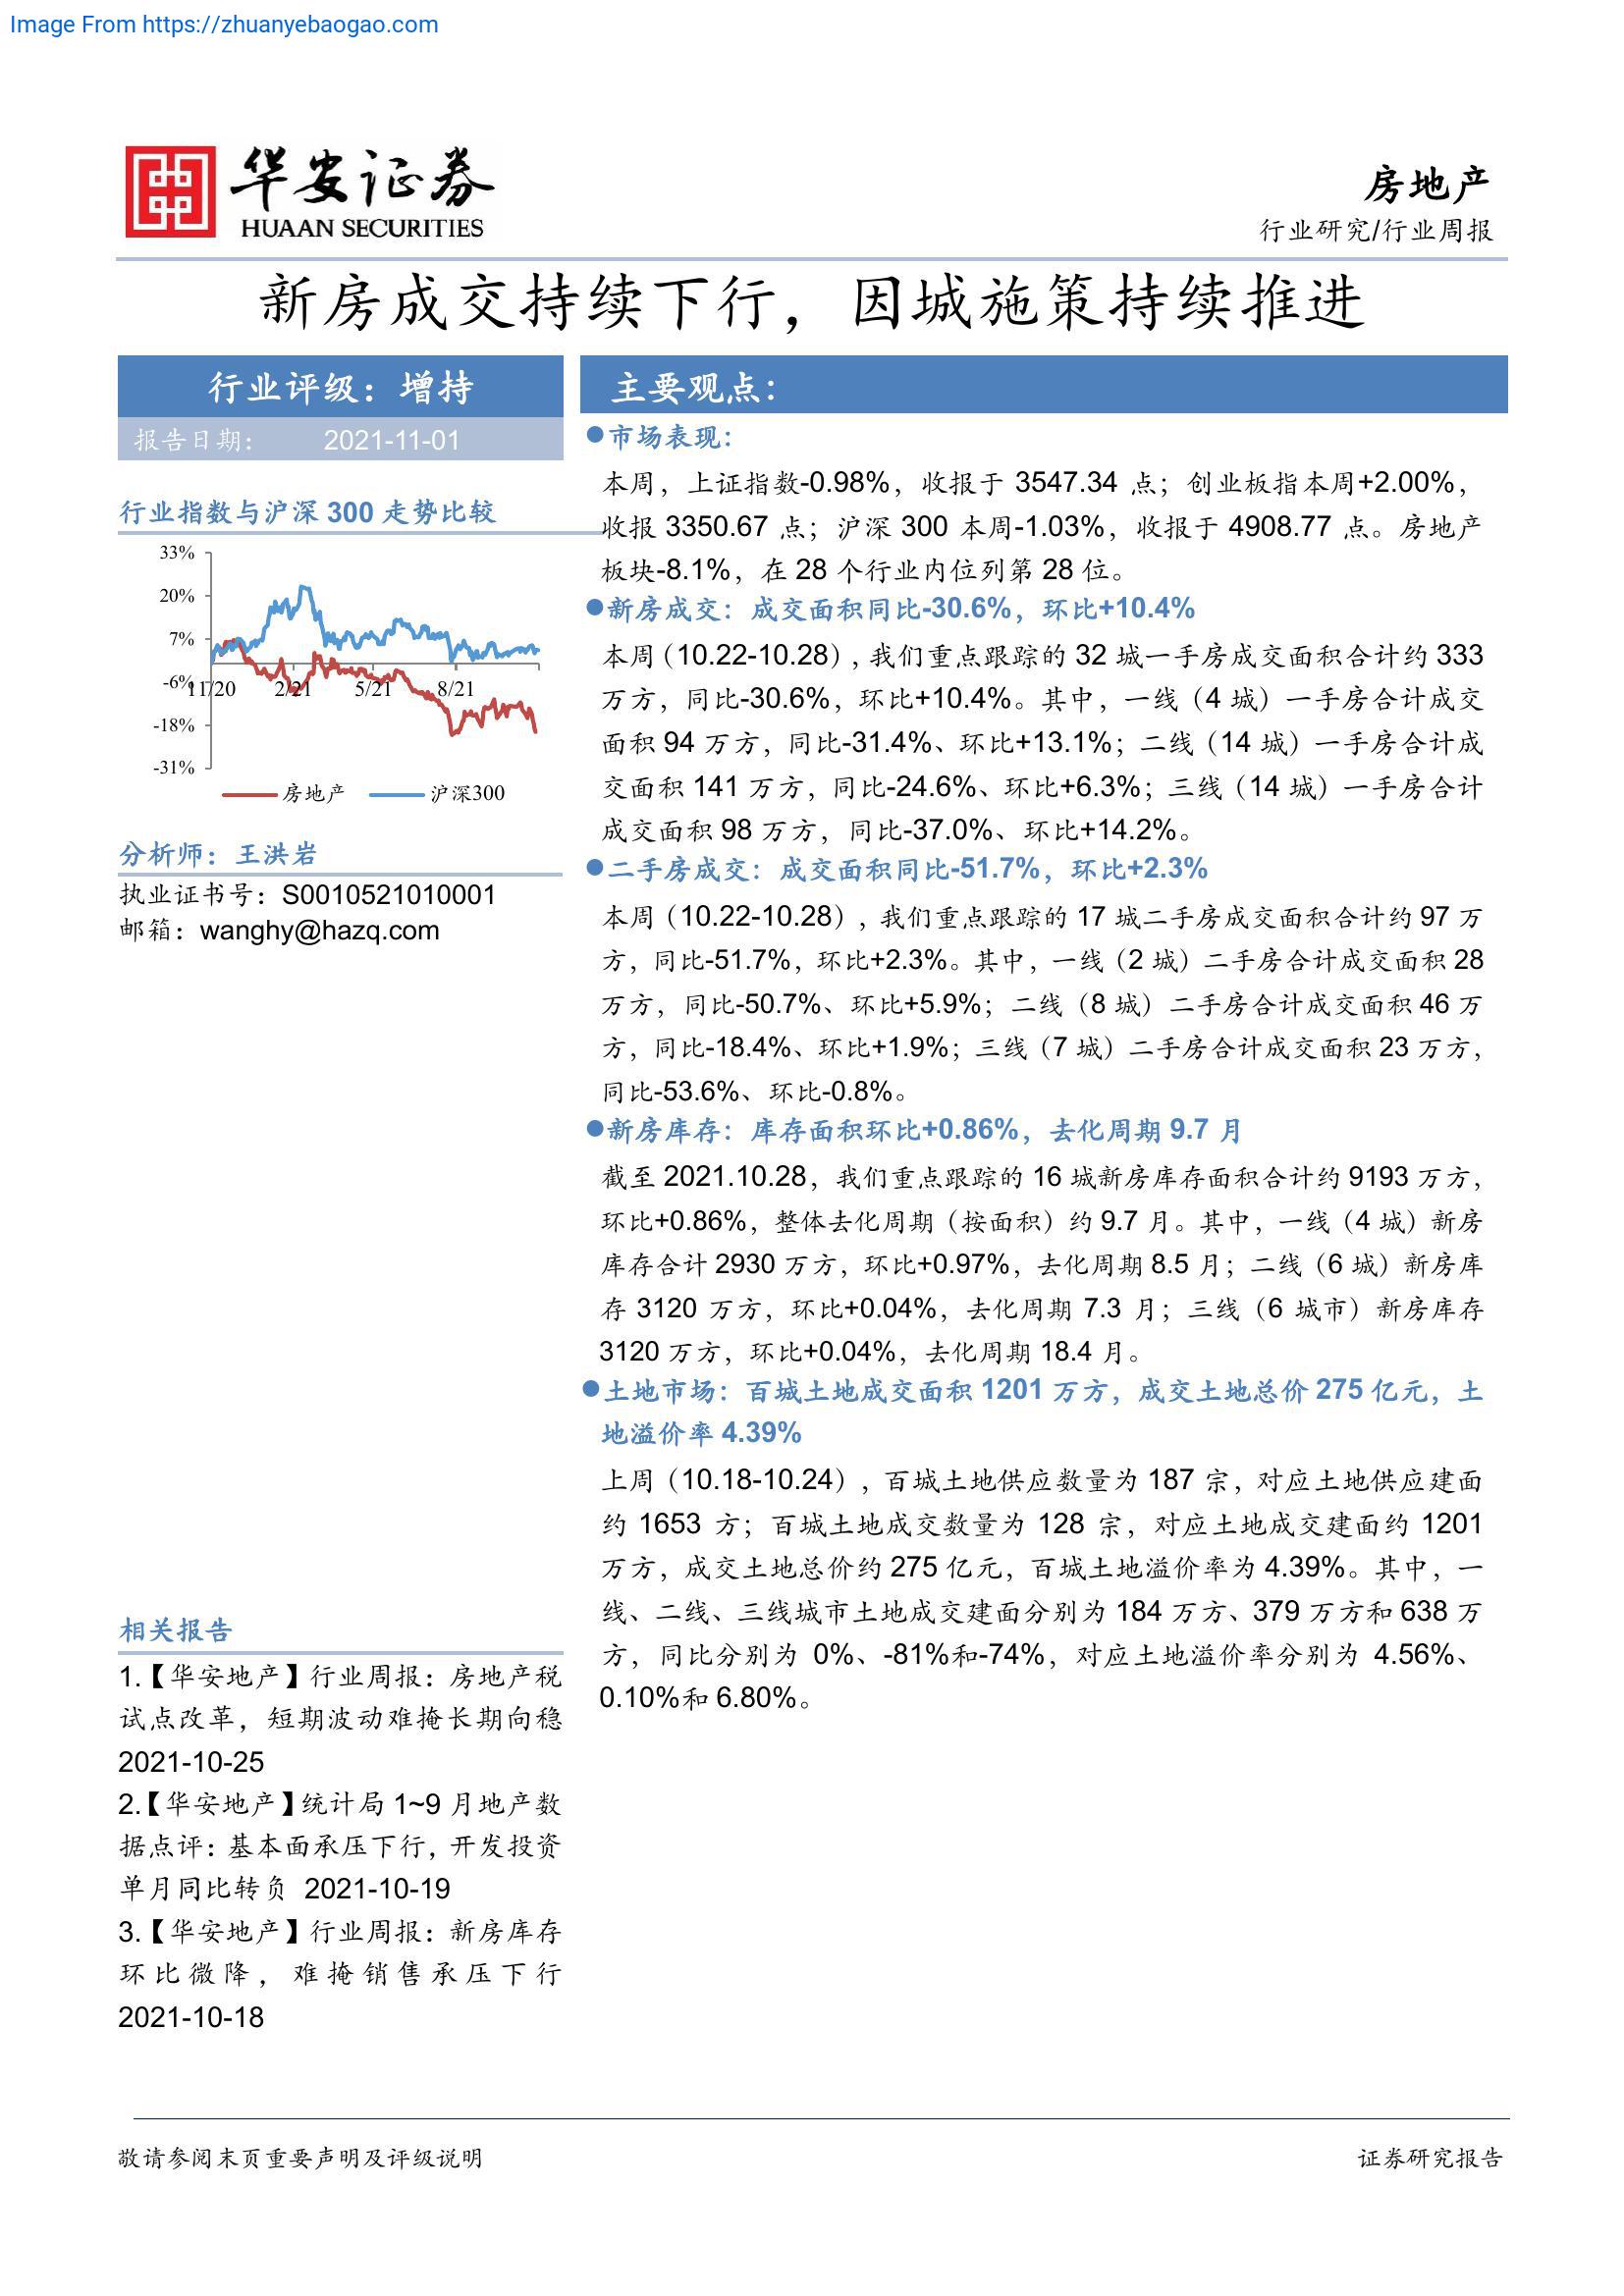 Image From https://zhuanyebaogao.com
华安证券
HUAAN SECURITIES
房地产
行业研究/行业周报
新房成交持续下行，因城施策持续推进
行业评级：增持
报告日期： 2021-11-01
行业指数与沪深 300 走势比较
33%
20%
7%
-6%
-18%
-31%
11/20 2/21 5/21 8/21
房地产 沪深300
分析师：王洪岩
执业证书号：S0010521010001
邮箱：wanghy@hazq.com
相关报告
1.【华安地产】行业周报：房地产税
试点改革，短期波动难掩长期向稳
2021-10-25
2.【华安地产】统计局 1~9 月地产数
据点评：基本面承压下行，开发投资
单月同比转负 2021-10-19
3.【华安地产】行业周报：新房库存
环比微降，难掩销售承压下行
2021-10-18
主要观点：
●市场表现：
本周，上证指数-0.98%，收报于 3547.34 点；创业板指本周+2.00%，
收报 3350.67 点；沪深 300 本周-1.03%，收报于 4908.77 点。房地产
板块-8.1%，在 28 个行业内位列第 28 位。
●新房成交：成交面积同比-30.6%，环比+10.4%
本周（10.22-10.28），我们重点跟踪的 32 城一手房成交面积合计约 333
万方，同比-30.6%，环比+10.4%。其中，一线（4 城）一手房合计成交
面积 94 万方，同比-31.4%、环比+13.1%；二线（14 城）一手房合计成
交面积 141 万方，同比-24.6%、环比+6.3%；三线（14 城）一手房合计
成交面积 98 万方，同比-37.0%、环比+14.2%。
●二手房成交：成交面积同比-51.7%，环比+2.3%
本周（10.22-10.28），我们重点跟踪的 17 城二手房成交面积合计约 97 万
方，同比-51.7%，环比+2.3%。其中，一线（2 城）二手房合计成交面积 28
万方，同比-50.7%、环比+5.9%；二线（8 城）二手房合计成交面积 46 万
方，同比-18.4%、环比+1.9%；三线（7 城）二手房合计成交面积 23 万方，
同比-53.6%、环比-0.8%。
●新房库存：库存面积环比+0.86%，去化周期 9.7 月
截至 2021.10.28，我们重点跟踪的 16 城新房库存面积合计约 9193 万方，
环比+0.86%，整体去化周期（按面积）约 9.7 月。其中，一线（4 城）新房
库存合计 2930 万方，环比+0.97%，去化周期 8.5 月；二线（6 城）新房库
存 3120 万方，环比+0.04%，去化周期 7.3 月；三线（6 城市）新房库存
3120 万方，环比+0.04%，去化周期 18.4 月。
●土地市场：百城土地成交面积 1201 万方，成交土地总价 275 亿元，土
地溢价率 4.39%
上周（10.18-10.24），百城土地供应数量为 187 宗，对应土地供应建面
约 1653 方；百城土地成交数量为 128 宗，对应土地成交建面约 1201
万方，成交土地总价约 275 亿元，百城土地溢价率为 4.39%。其中，一
线、二线、三线城市土地成交建面分别为 184 万方、379 万方和 638 万
方，同比分别为 0%、-81%和-74%，对应土地溢价率分别为 4.56%、
0.10%和 6.80%。
敬请参阅末页重要声明及评级说明 证券研究报告